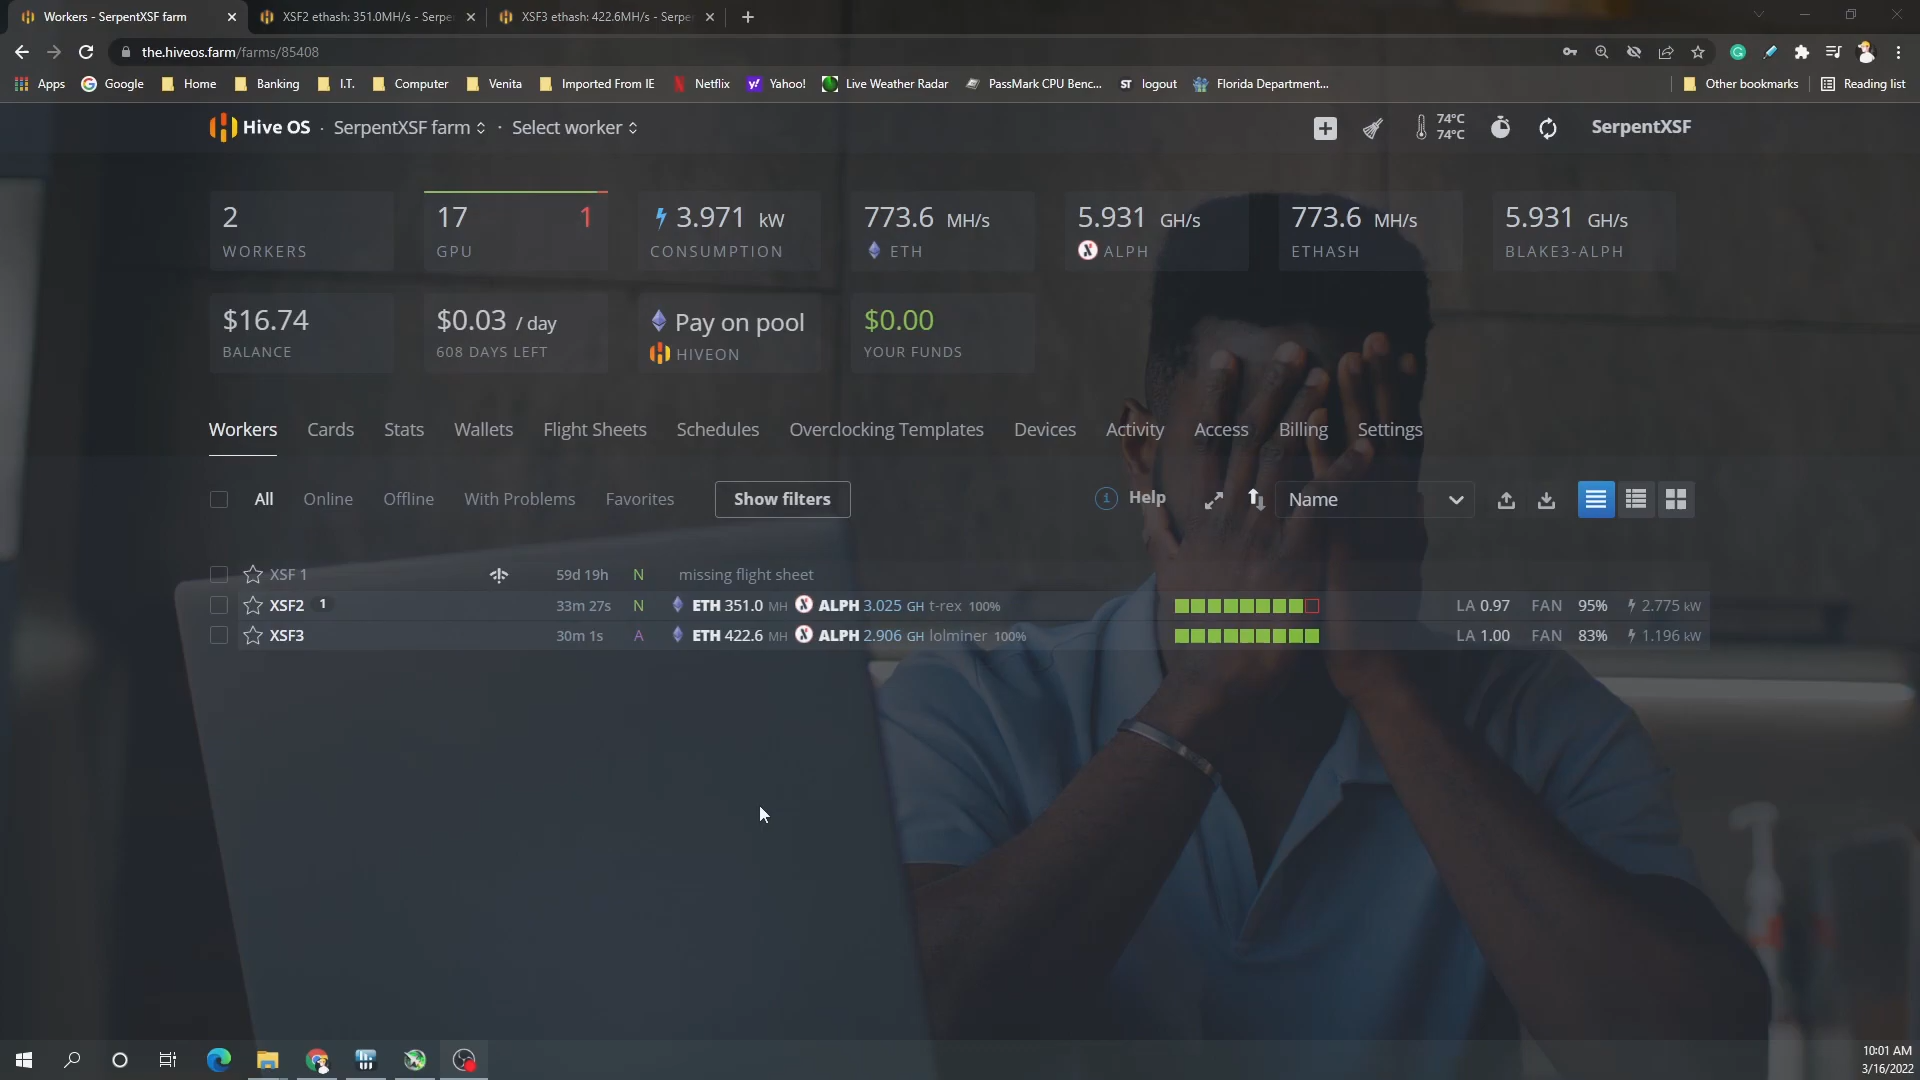 Workers - SerpentXSF farm
XSF2 ethash: 351.0MH/s - Serpe
XSF3 ethash: 422.6MH/s - Serpe
the.hiveos.farm/farms/85408
Apps
Google
Home
Banking
I.T.
Computer
Venita
Imported From IE
Netflix
Yahoo!
Live Weather Radar
PassMark CPU Benc...
ST logout
Florida Department...
Other bookmarks
Reading list
Hive OS · SerpentXSF farm · Select worker
74°C
74°C
SerpentXSF
2
WORKERS
17 1
GPU
3.971 kW
CONSUMPTION
773.6 MH/s
ETH
5.931 GH/s
ALPH
773.6 MH/s
ETHASH
5.931 GH/s
BLAKE3-ALPH
$16.74
BALANCE
$0.03 / day
608 DAYS LEFT
Pay on pool
HIVEON
$0.00
YOUR FUNDS
Workers Cards Stats Wallets Flight Sheets Schedules Overclocking Templates Devices Activity Access Billing Settings
All Online Offline With Problems Favorites Show filters Help Name
XSF 1 59d 19h N missing flight sheet
XSF2 1 33m 27s N ETH 351.0 MH ALPH 3.025 GH t-rex 100% LA 0.97 FAN 95% 2.775 kW
XSF3 30m 1s A ETH 422.6 MH ALPH 2.906 GH lolminer 100% LA 1.00 FAN 83% 1.196 kW
10:01 AM
3/16/2022